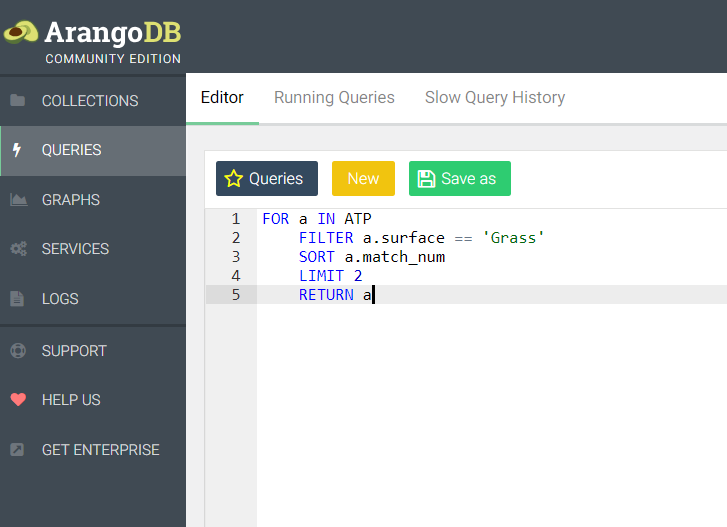 ArangoDB
COMMUNITY EDITION
COLLECTIONS
QUERIES
GRAPHS
SERVICES
LOGS
SUPPORT
HELP US
GET ENTERPRISE
Editor Running Queries Slow Query History
Queries New Save as
1 FOR a IN ATP
2 FILTER a.surface == 'Grass'
3 SORT a.match_num
4 LIMIT 2
5 RETURN a